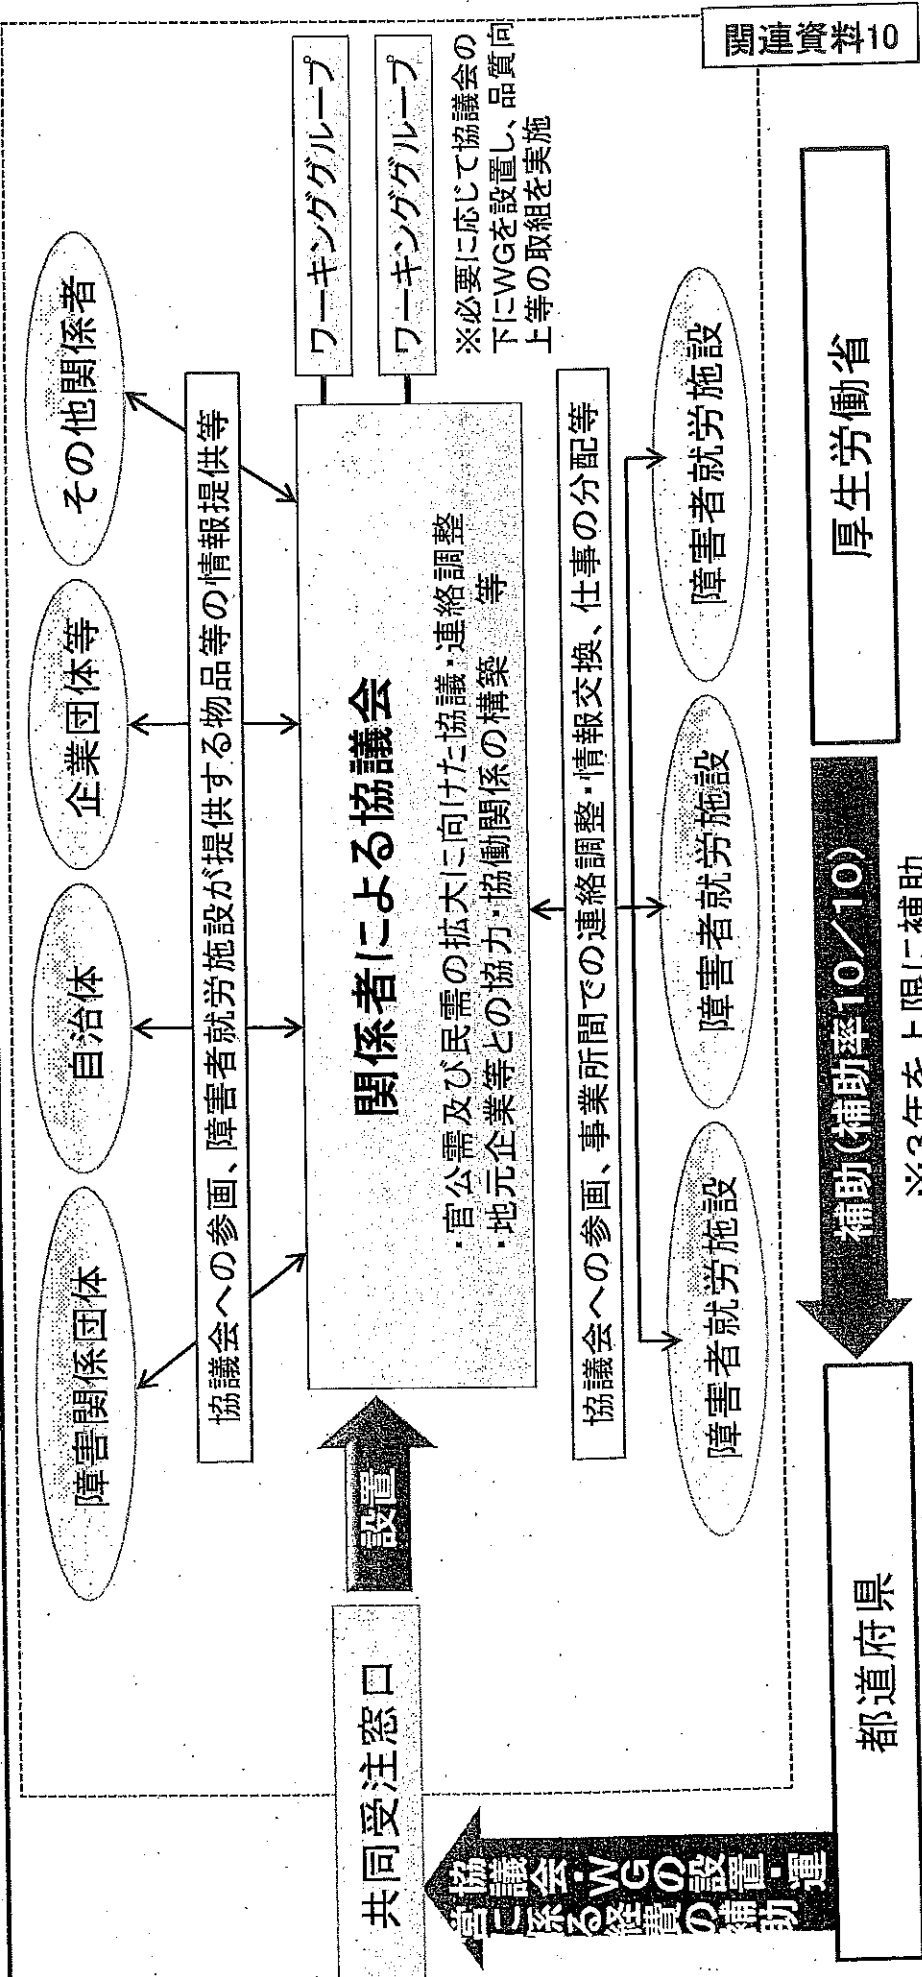 関連資料10
障害関係団体
自治体
企業団体等
その他関係者
協議会への参画、障害者就労施設が提供する物品等の情報提供等
共同受注窓口
設置
関係者による協議会
・官公需及び民需の拡大に向けた協議・連絡調整
・地元企業等との協力・協働関係の構築　等
ワーキンググループ
ワーキンググループ
※必要に応じて協議会の
下にWGを設置し、品質向
上等の取組を実施
協議会への参画、事業所間での連絡調整・情報交換、仕事の分配等
障害者就労施設
障害者就労施設
障害者就労施設
協議会・WGの設置・運
営に係る経費の補助
都道府県
補助(補助率10/10)
※3年を上限に補助
厚生労働省